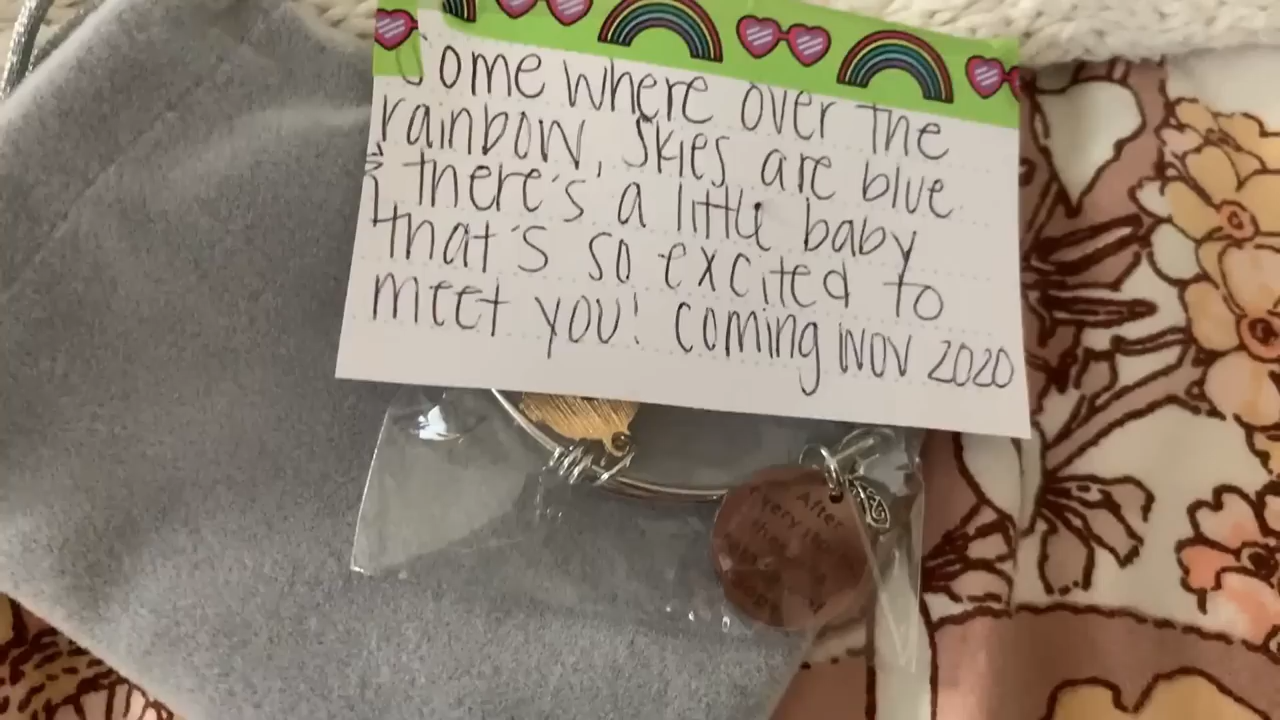 Some where over the
rainbow, skies are blue
& there's a little baby
that's so excited to
meet you! coming Nov 2020
After
every